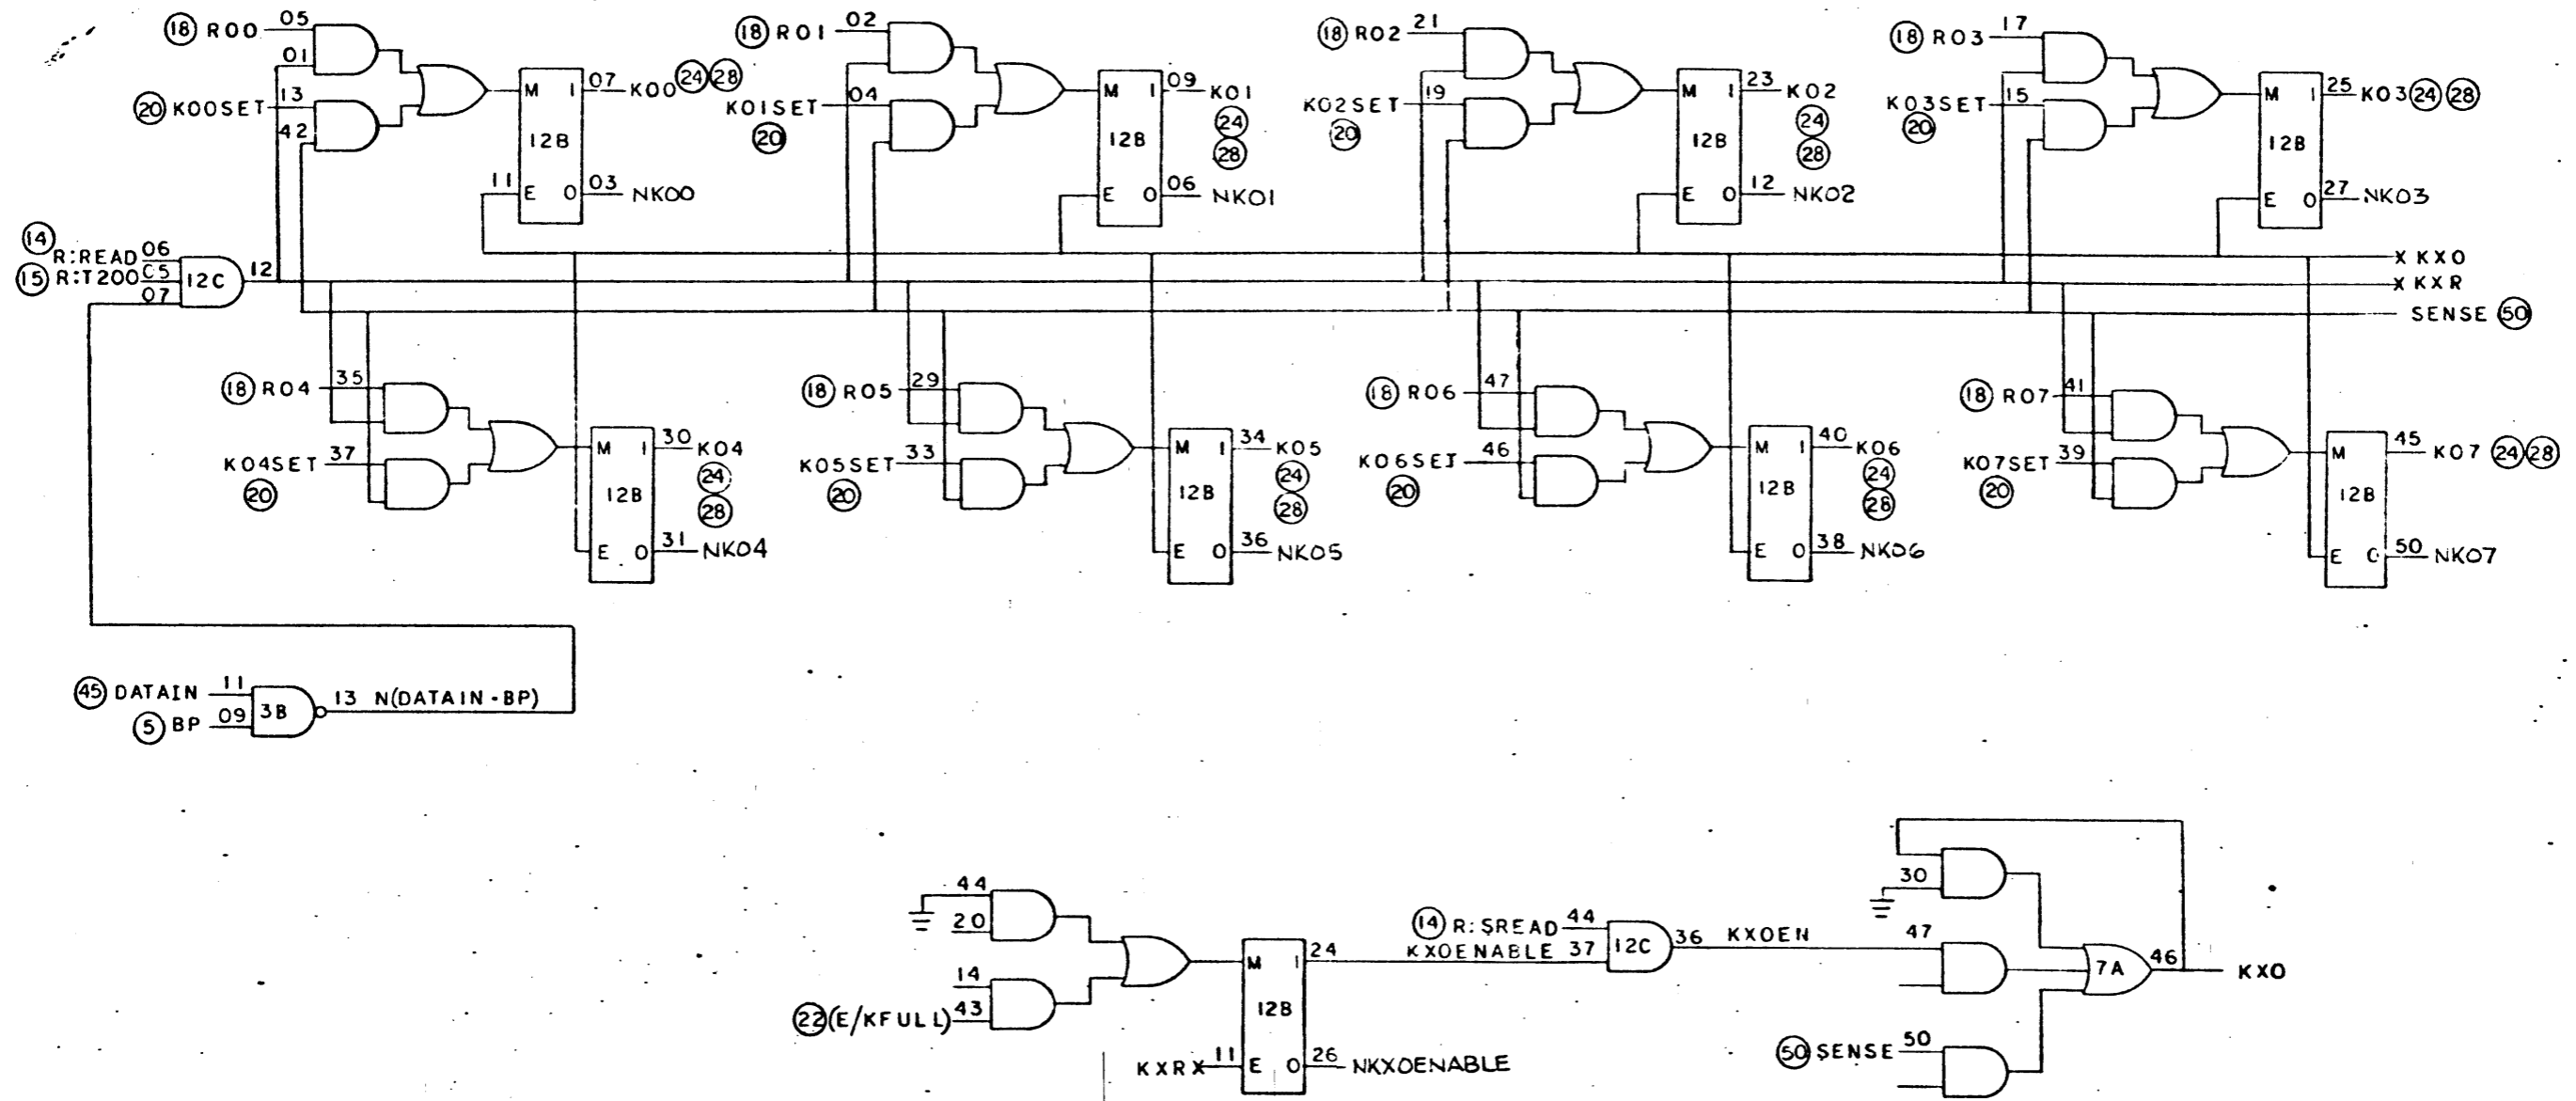 18 R00 05
01
20 K00SET 13
42
M 1 07 K00 24 28
12B
11 E 0 03 NK00
18 R01 02
K01SET 04
20
M 1 09 K01
24
28
12B
E 0 06 NK01
18 R02 21
K02SET 19
20
M 1 23 K02
24
28
12B
E 0 12 NK02
18 R03 17
K03SET 15
20
M 1 25 K03 24 28
12B
E 0 27 NK03
14
R:READ 06
15 R:T200 05
07
12C 12
X KX0
X KXR
SENSE 50
18 R04 35
K04SET 37
20
M 1 30 K04
24
28
12B
E 0 31 NK04
18 R05 29
K05SET 33
20
M 1 34 K05
24
28
12B
E 0 36 NK05
18 R06 47
K06SET 46
20
M 1 40 K06
24
28
12B
E 0 38 NK06
18 R07 41
K07SET 39
20
M 45 K07 24 28
12B
E 0 50 NK07
45 DATAIN 11
5 BP 09
3B 13 N(DATAIN-BP)
44
20
14
22 (E/KFULL) 43
M 1 24
12B
KXRX 11 E 0 26 NKX0ENABLE
14 R:SREAD 44
KX0ENABLE 37
12C 36 KX0EN 47
30
7A 46 KX0
50 SENSE 50